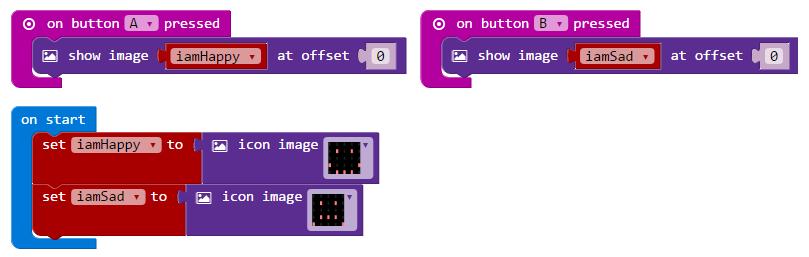 on button A pressed
show image iamHappy at offset 0
on button B pressed
show image iamSad at offset 0
on start
set iamHappy to icon image
set iamSad to icon image